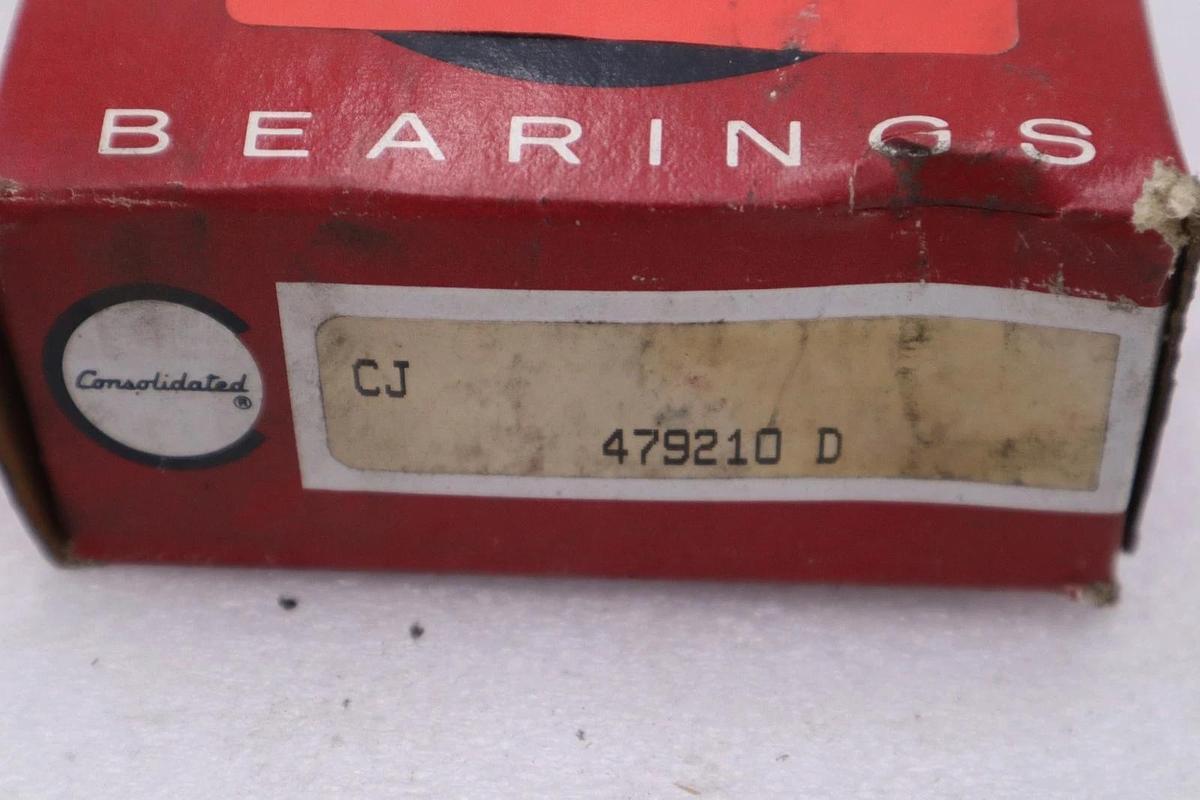 BEARINGS
Consolidated
®
CJ
479210 D